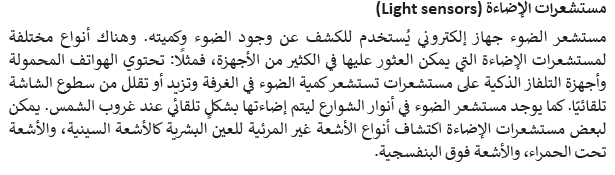 مستشعرات الإضاءة (Light sensors)
مستشعر الضوء جهاز إلكتروني يُستخدم للكشف عن وجود الضوء وكميته. وهناك أنواع مختلفة
لمستشعرات الإضاءة التي يمكن العثور عليها في الكثير من الأجهزة، فمثلًا: تحتوي الهواتف المحمولة
وأجهزة التلفاز الذكية على مستشعرات تستشعر كمية الضوء في الغرفة وتزيد أو تقلل من سطوع الشاشة
تلقائيًا. كما يوجد مستشعر الضوء في أنوار الشوارع ليتم إضاءتها بشكلٍ تلقائي عند غروب الشمس. يمكن
لبعض مستشعرات الإضاءة اكتشاف أنواع الأشعة غير المرئية للعين البشرية كالأشعة السينية، والأشعة
تحت الحمراء، والأشعة فوق البنفسجية.